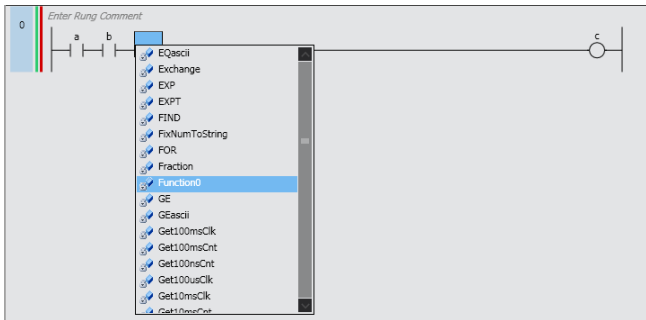 0
Enter Rung Comment
a b c
EQascii
Exchange
EXP
EXPT
FIND
FixNumToString
FOR
Fraction
Function0
GE
GEascii
Get100msClk
Get100msCnt
Get100nsCnt
Get100usClk
Get10msClk
Get10msCnt